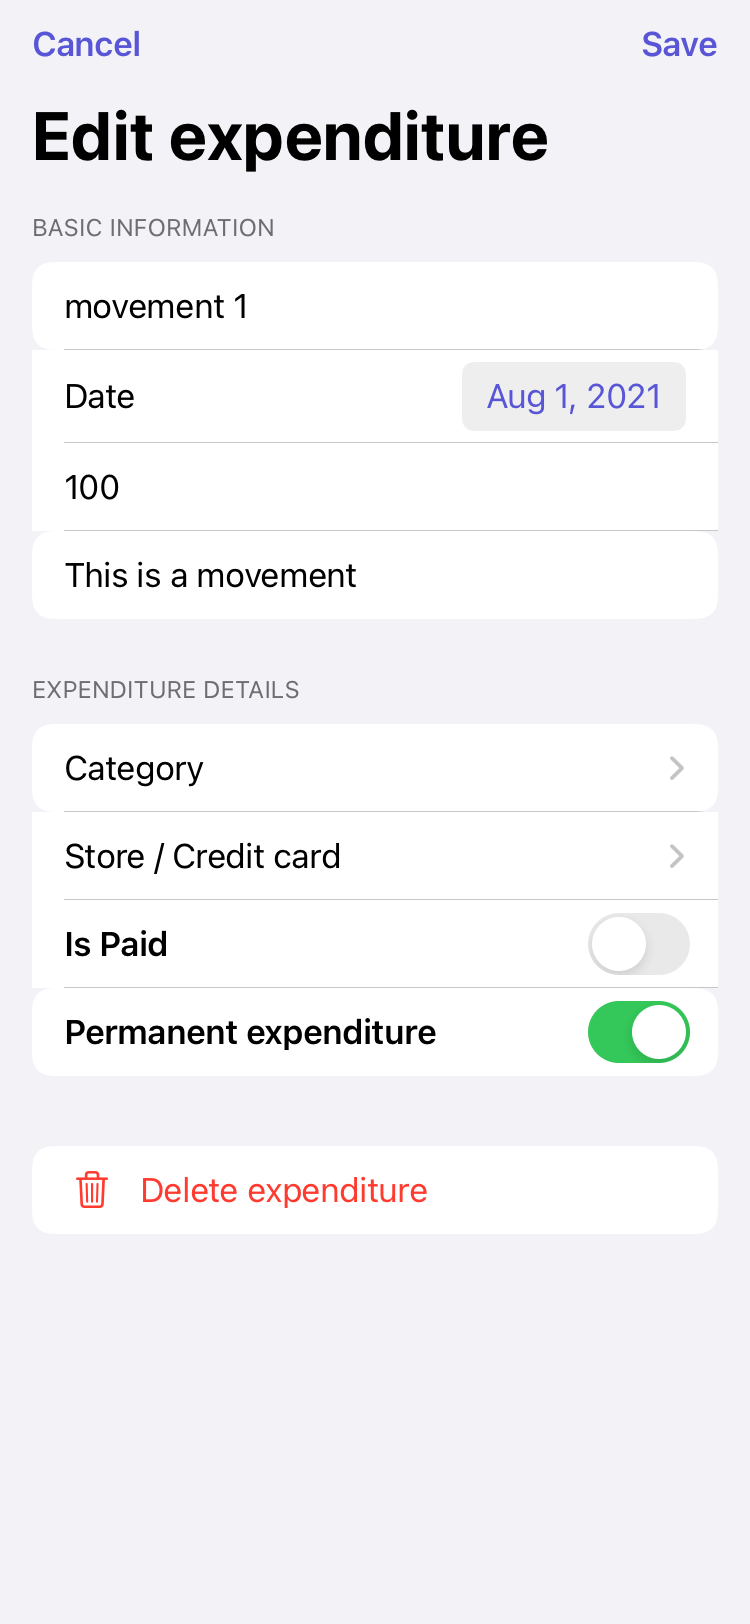 Cancel Save
Edit expenditure
BASIC INFORMATION
movement 1
Date Aug 1, 2021
100
This is a movement
EXPENDITURE DETAILS
Category
Store / Credit card
Is Paid
Permanent expenditure
Delete expenditure